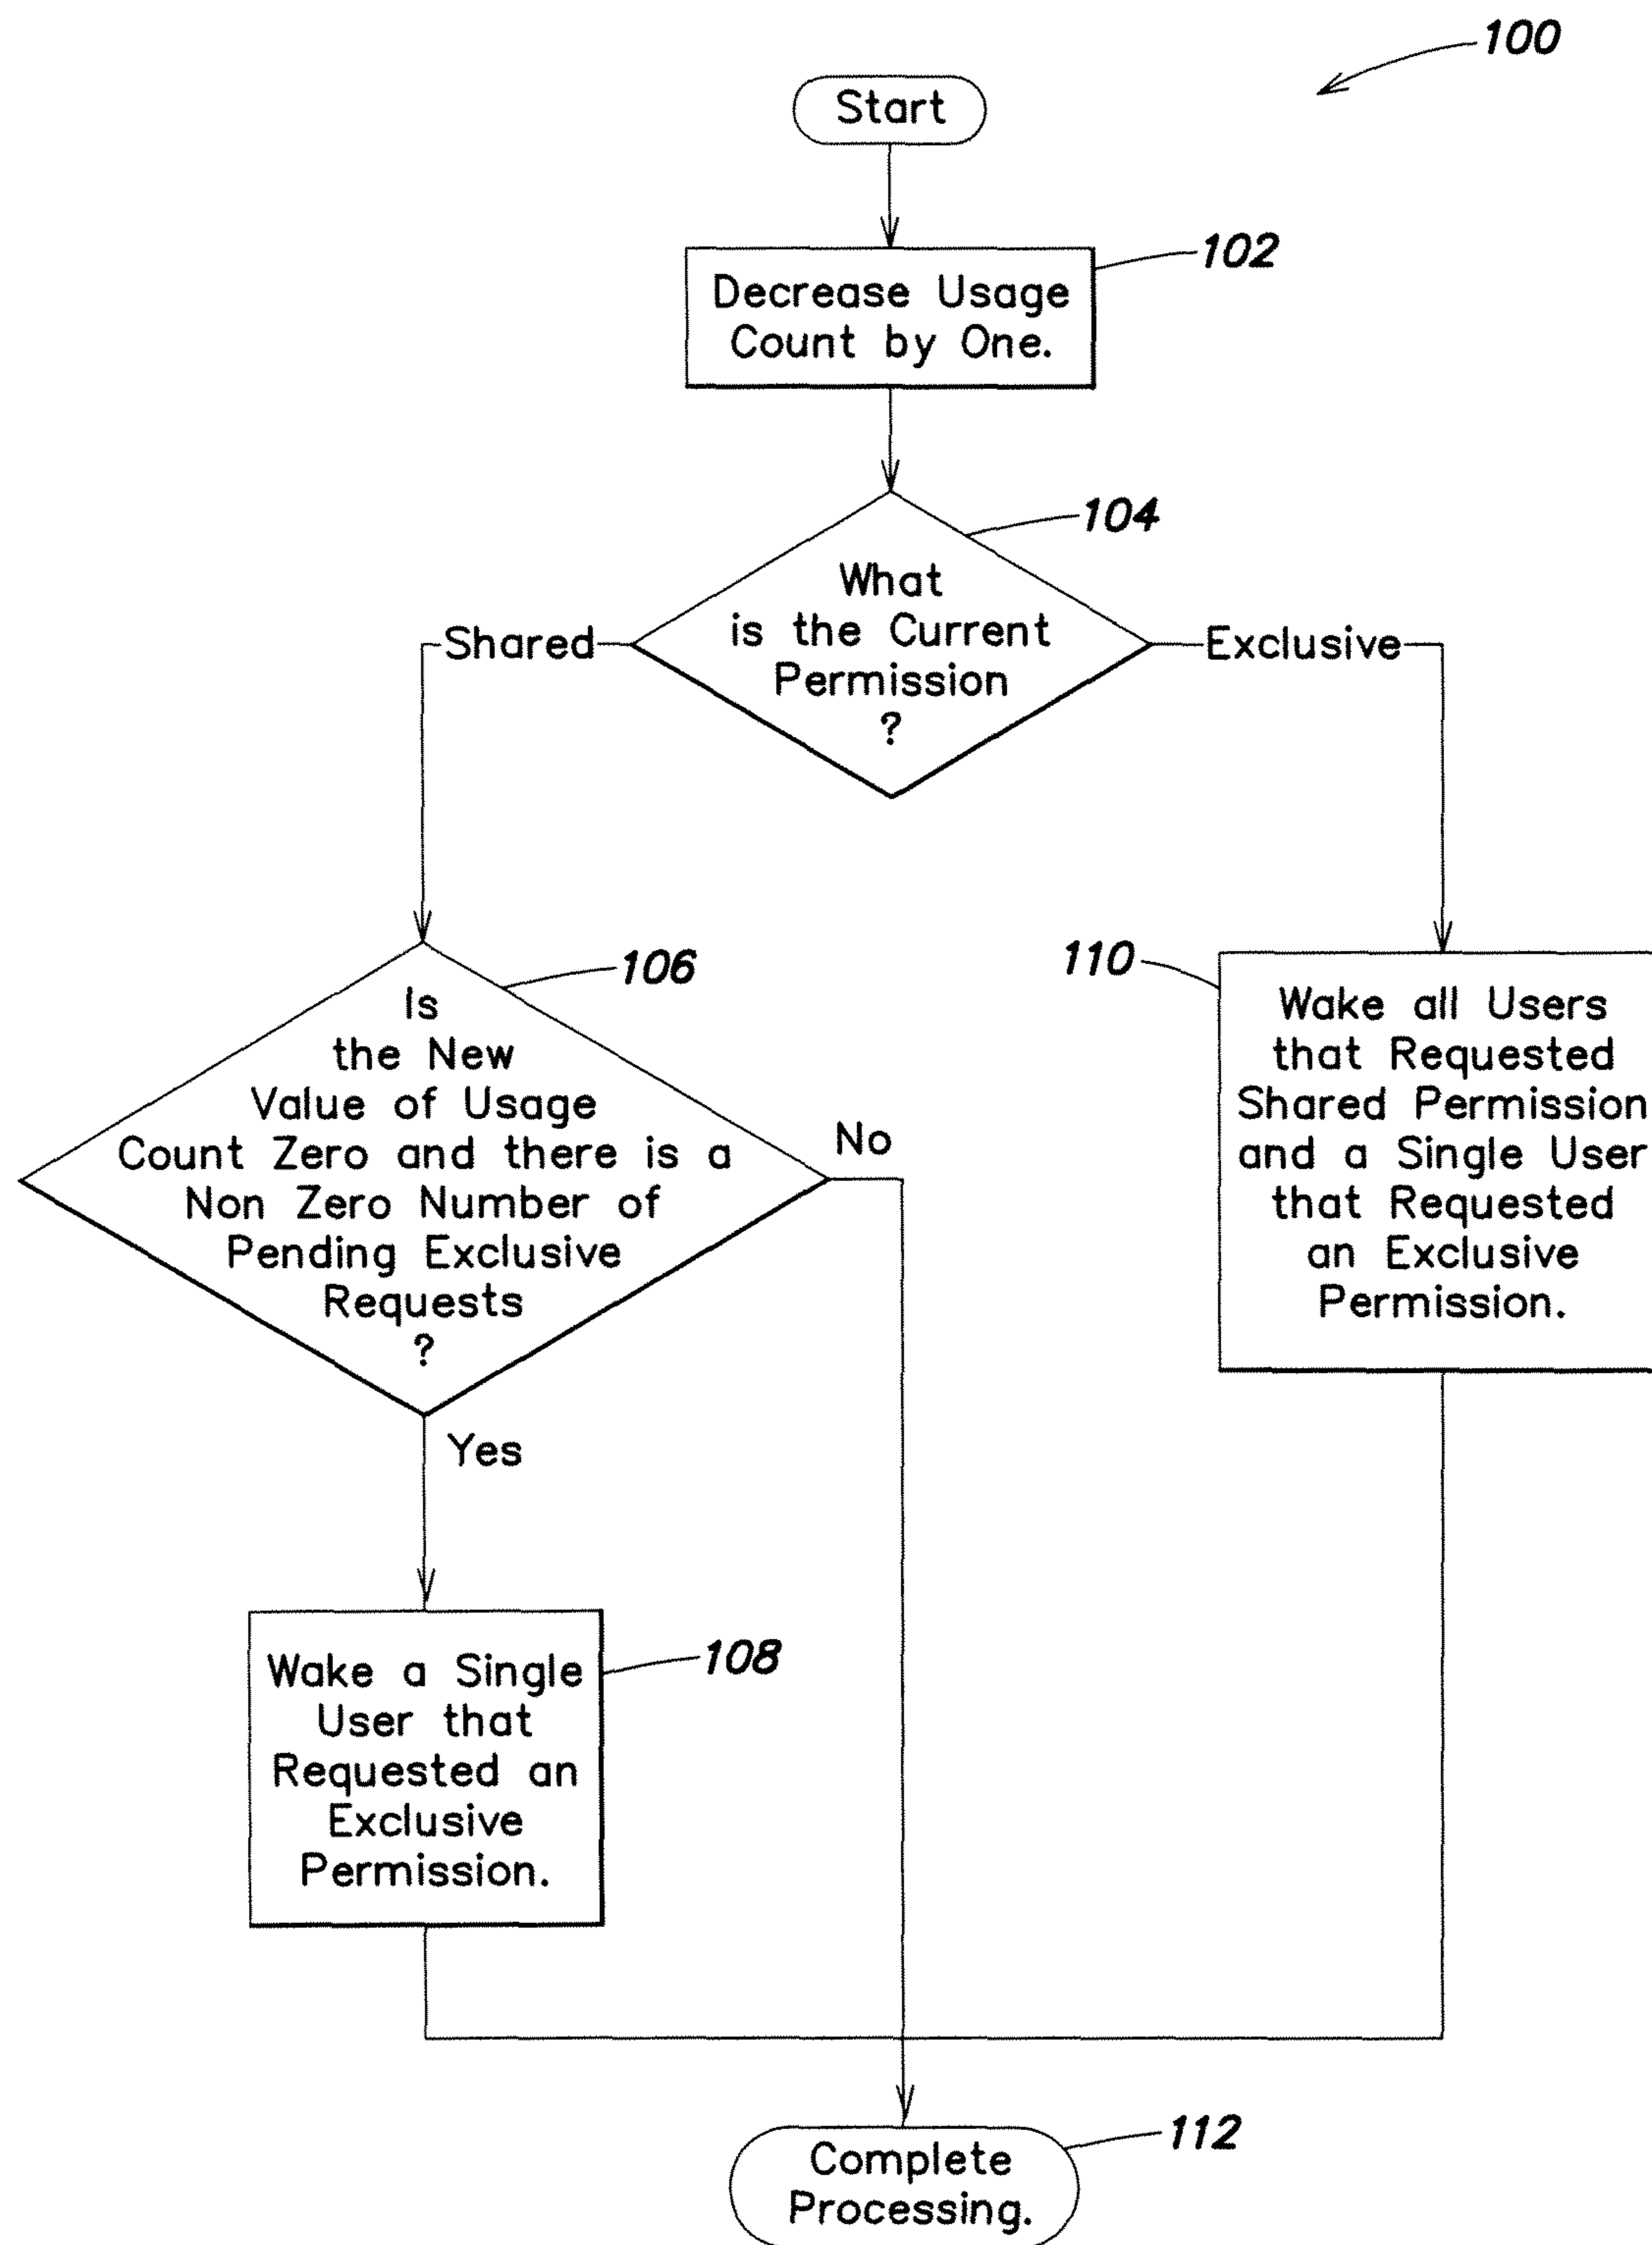 100
Start
102
Decrease Usage
Count by One.
104
What
is the Current
Permission
?
Shared
Exclusive
106
Is
the New
Value of Usage
Count Zero and there is a
Non Zero Number of
Pending Exclusive
Requests
?
No
Yes
110
Wake all Users
that Requested
Shared Permission
and a Single User
that Requested
an Exclusive
Permission.
108
Wake a Single
User that
Requested an
Exclusive
Permission.
112
Complete
Processing.